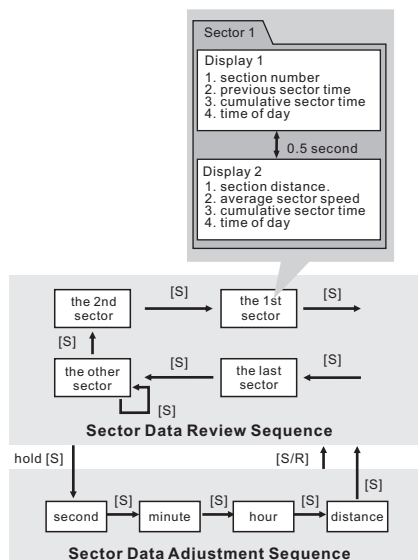 Sector 1
Display 1
1. section number
2. previous sector time
3. cumulative sector time
4. time of day
0.5 second
Display 2
1. section distance.
2. average sector speed
3. cumulative sector time
4. time of day
the 2nd
sector
[S]
the 1st
sector
[S]
[S]
the other
sector
[S]
the last
sector
[S]
[S]
Sector Data Review Sequence
hold [S]
[S/R]
[S]
second
[S]
minute
[S]
hour
[S]
distance
Sector Data Adjustment Sequence